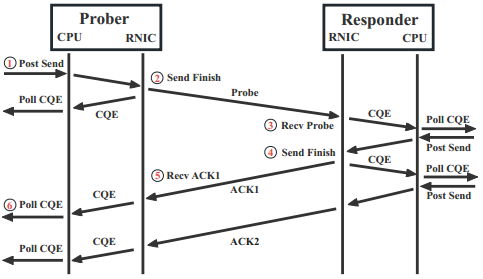 Prober
Responder
CPU
RNIC
RNIC
CPU
① Post Send
② Send Finish
Poll CQE
CQE
Probe
③ Recv Probe
CQE
Poll CQE
Post Send
④ Send Finish
CQE
Poll CQE
⑤ Recv ACK1
ACK1
Post Send
CQE
⑥ Poll CQE
CQE
ACK2
Poll CQE